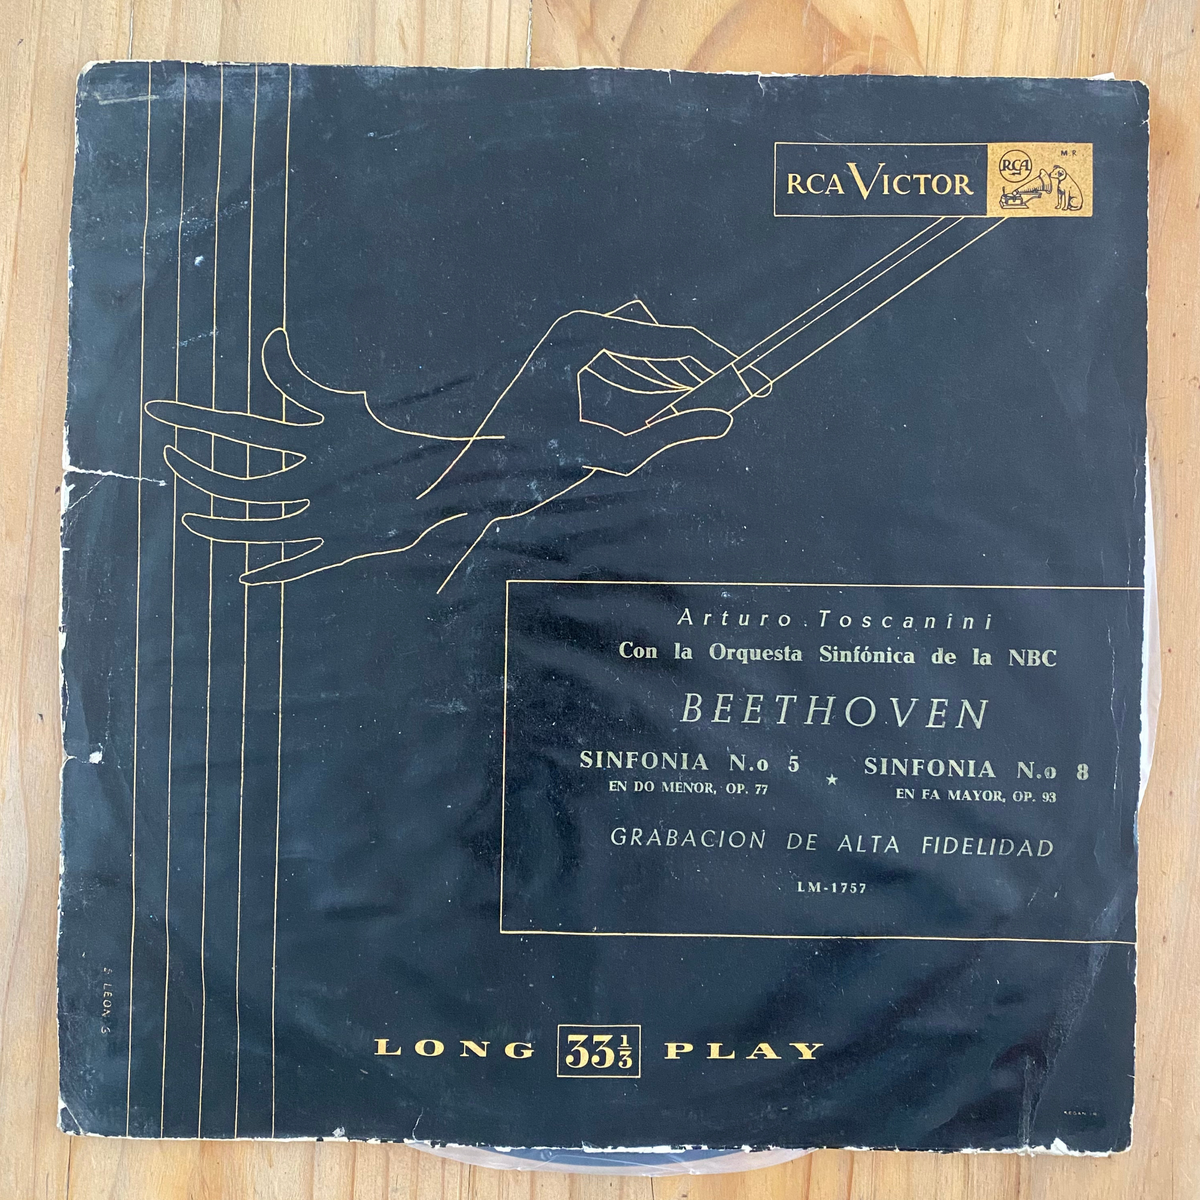 RCA VICTOR
RCA
M R
Arturo Toscanini
Con la Orquesta Sinfónica de la NBC
BEETHOVEN
SINFONIA N.o 5 ★ SINFONIA N.o 8
EN DO MENOR, OP. 77 EN FA MAYOR, OP. 93
GRABACION DE ALTA FIDELIDAD
LM-1757
LONG 33⅓ PLAY
LEON